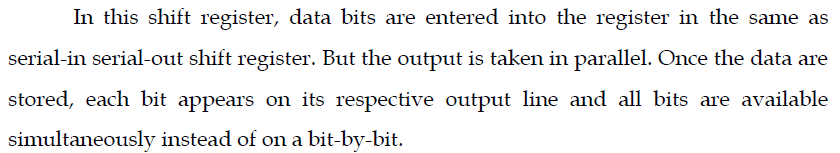 In this shift register, data bits are entered into the register in the same as
serial-in serial-out shift register. But the output is taken in parallel. Once the data are
stored, each bit appears on its respective output line and all bits are available
simultaneously instead of on a bit-by-bit.